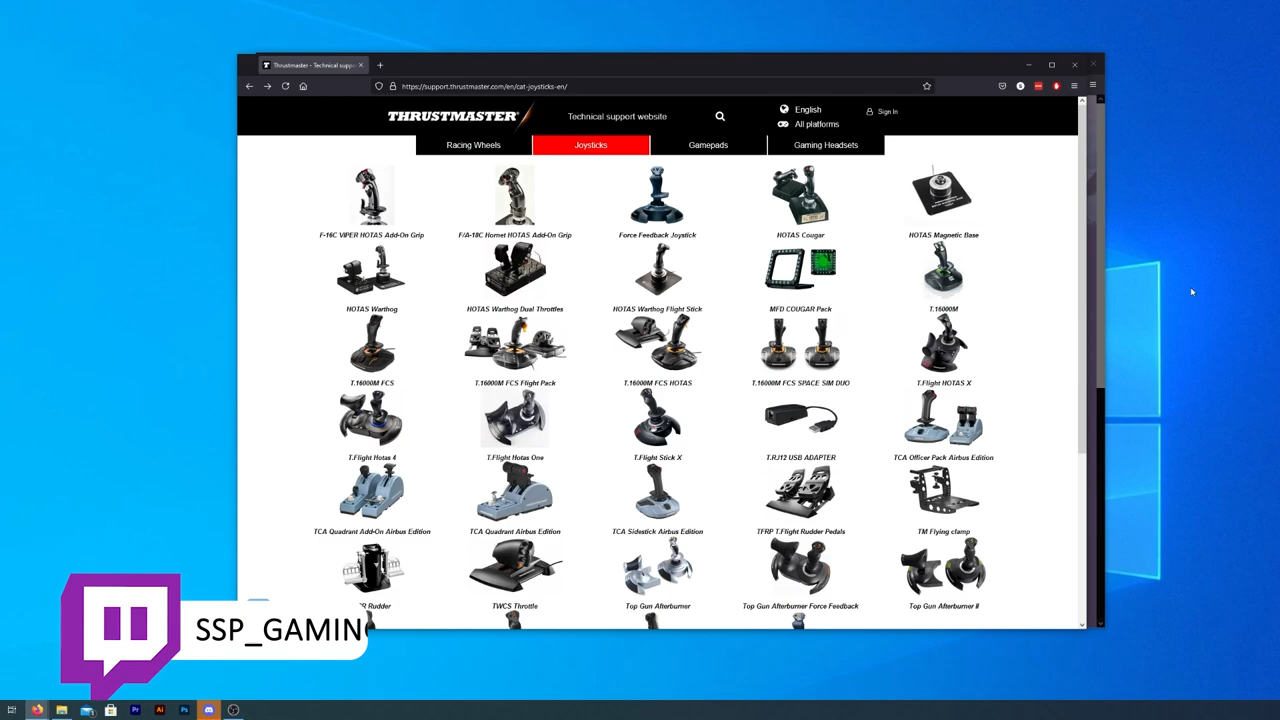 Thrustmaster - Technical suppo
https://support.thrustmaster.com/en/cat-joysticks-en/
THRUSTMASTER
Technical support website
English
All platforms
Sign In
Racing Wheels
Joysticks
Gamepads
Gaming Headsets
F-16C VIPER HOTAS Add-On Grip
F/A-18C Hornet HOTAS Add-On Grip
Force Feedback Joystick
HOTAS Cougar
HOTAS Magnetic Base
HOTAS Warthog
HOTAS Warthog Dual Throttles
HOTAS Warthog Flight Stick
MFD COUGAR Pack
T.16000M
T.16000M FCS
T.16000M FCS Flight Pack
T.16000M FCS HOTAS
T.16000M FCS SPACE SIM DUO
T.Flight HOTAS X
T.Flight Hotas 4
T.Flight Hotas One
T.Flight Stick X
T.RJ12 USB ADAPTER
TCA Officer Pack Airbus Edition
TCA Quadrant Add-On Airbus Edition
TCA Quadrant Airbus Edition
TCA Sidestick Airbus Edition
TFRP T.Flight Rudder Pedals
TM Flying clamp
R Rudder
TWCS Throttle
Top Gun Afterburner
Top Gun Afterburner Force Feedback
Top Gun Afterburner II
SSP_GAMING
Pr
Ai
Ps